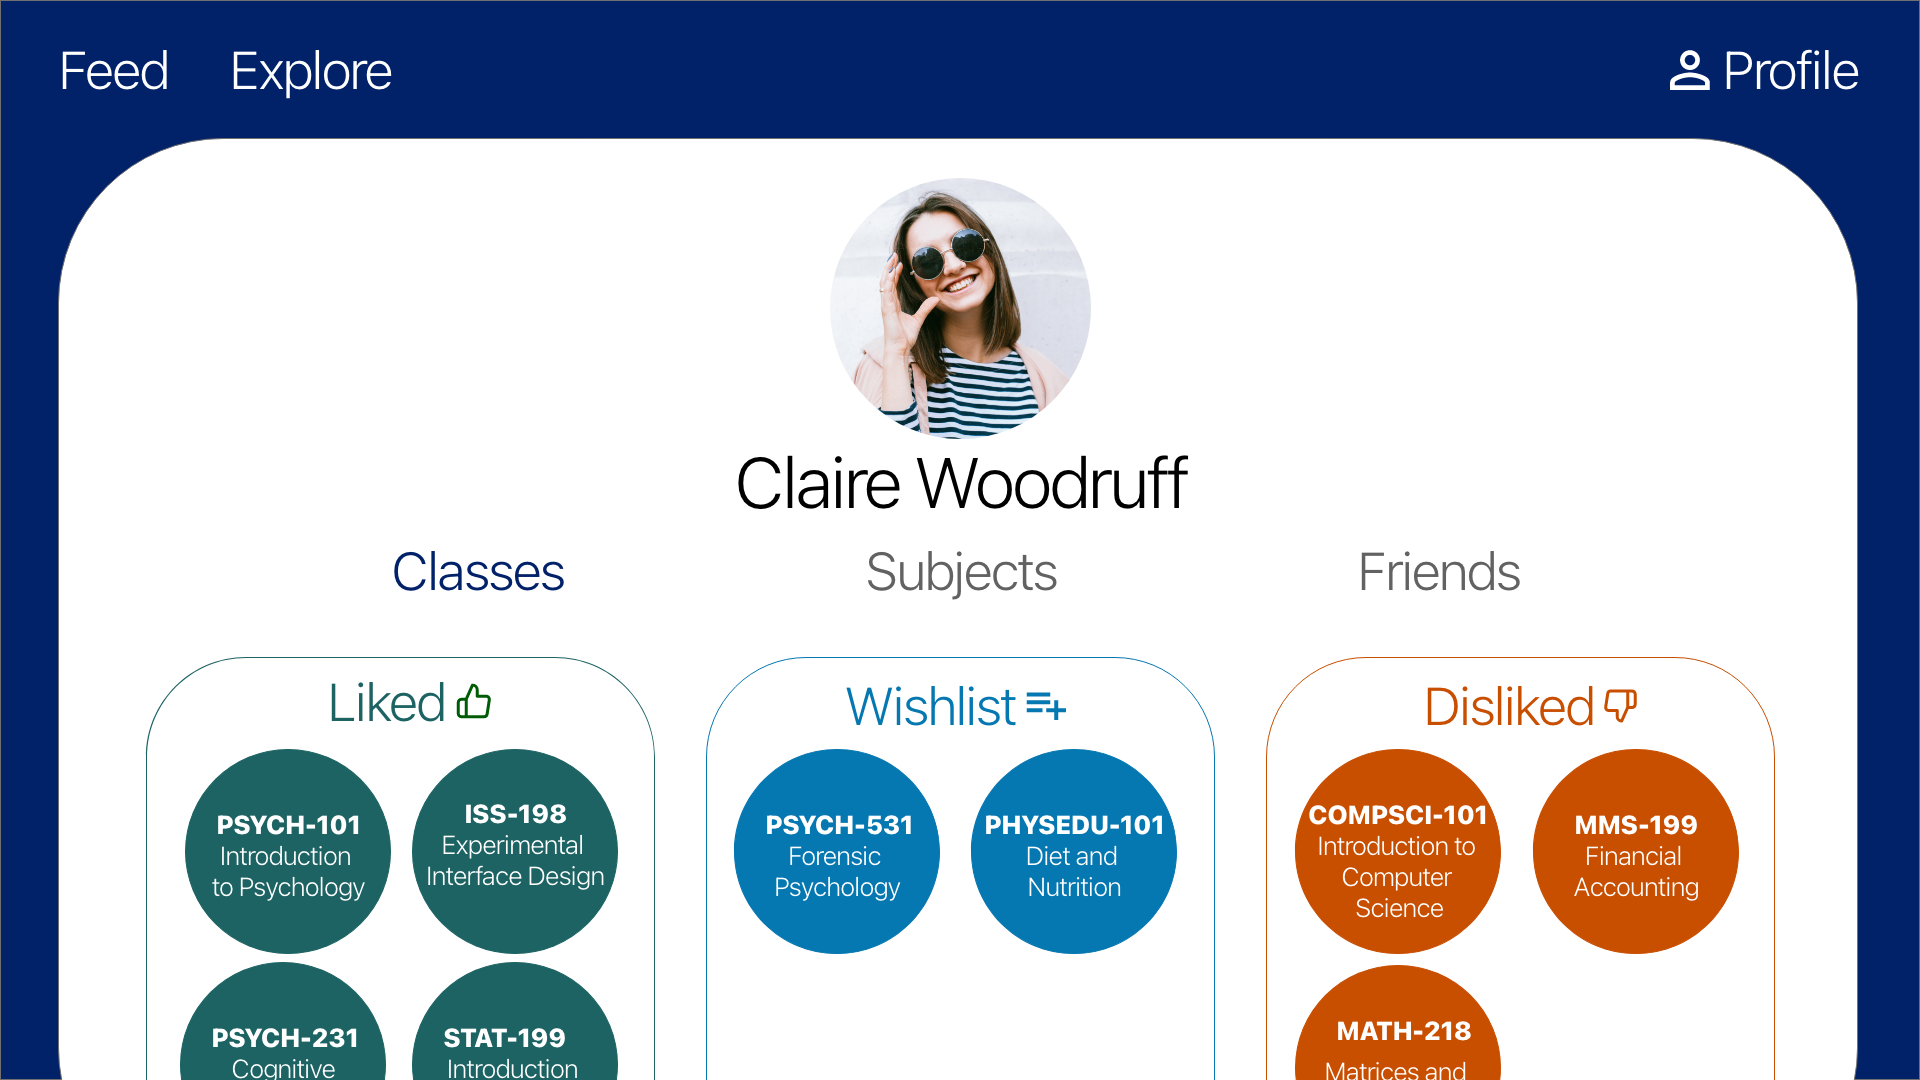 Feed
Explore
Profile
Claire Woodruff
Classes
Subjects
Friends
Liked
PSYCH-101
Introduction
to Psychology
ISS-198
Experimental
Interface Design
PSYCH-231
Cognitive
STAT-199
Introduction
Wishlist
PSYCH-531
Forensic
Psychology
PHYSEDU-101
Diet and
Nutrition
Disliked
COMPSCI-101
Introduction to
Computer
Science
MMS-199
Financial
Accounting
MATH-218
Matrices and